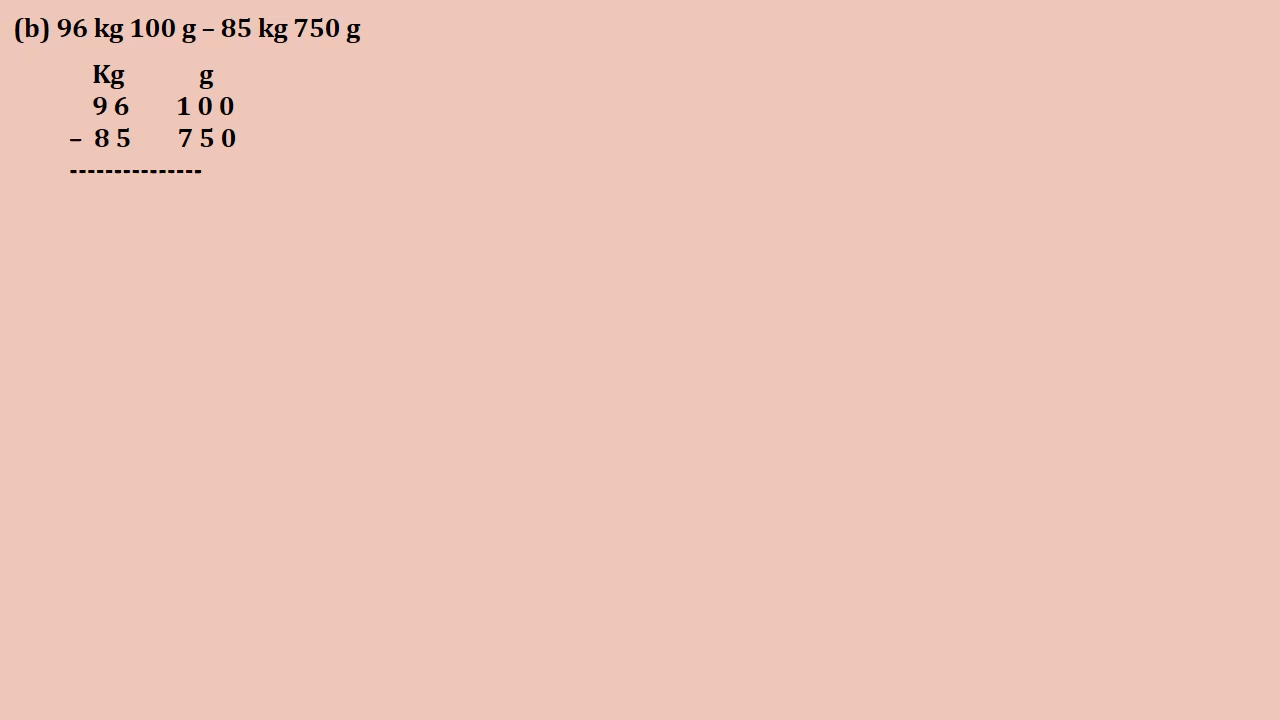 (b) 96 kg 100 g – 85 kg 750 g
Kg g
9 6 1 0 0
– 8 5 7 5 0
---------------